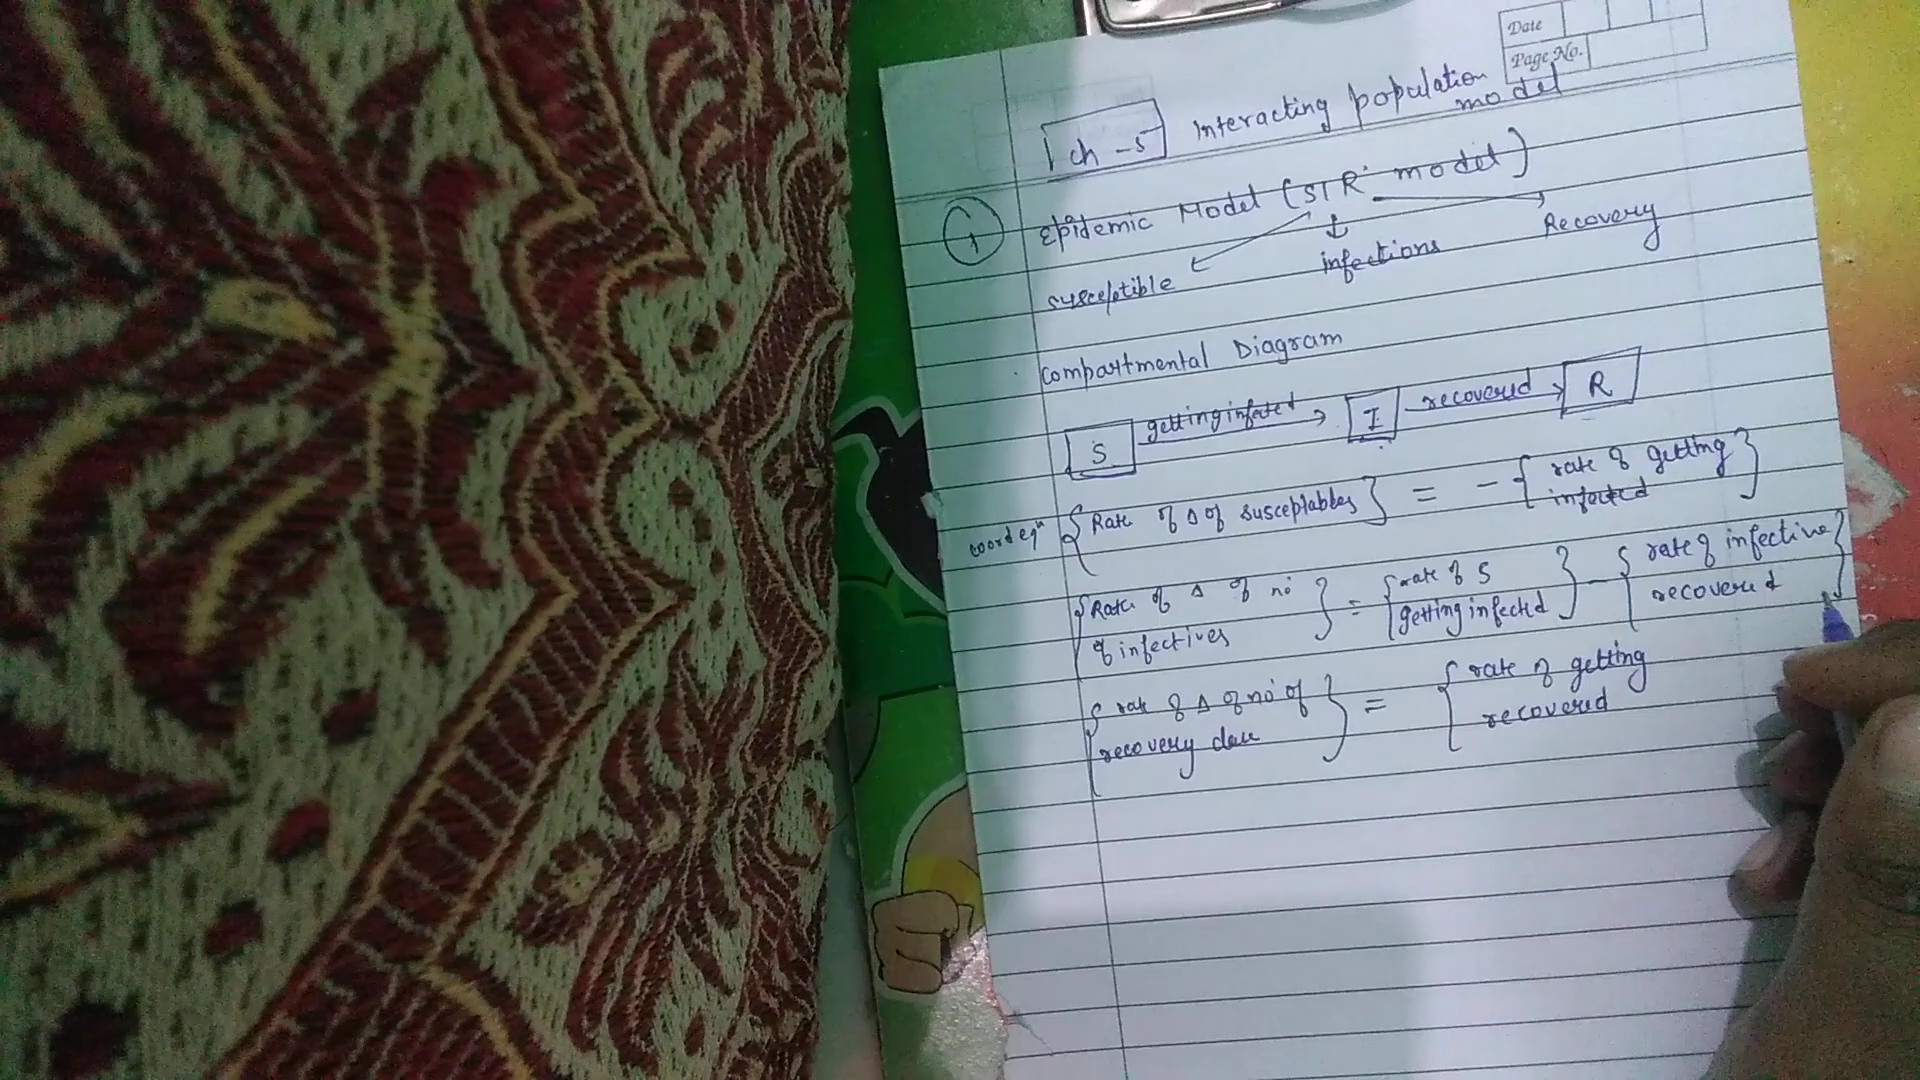 Date
Page No.
ch-5 Interacting population model
1 Epidemic Model (SIR model)
susceptible infections Recovery
compartmental Diagram
S getting infected → I recovered → R
word eqn { Rate of Δ of susceptables } = - { rate of getting infected }
{ Rate of Δ of no of infectives } = { rate of S getting infected } - { rate of infective recovered }
{ rate of Δ of no of recovery } = { rate of getting recovered